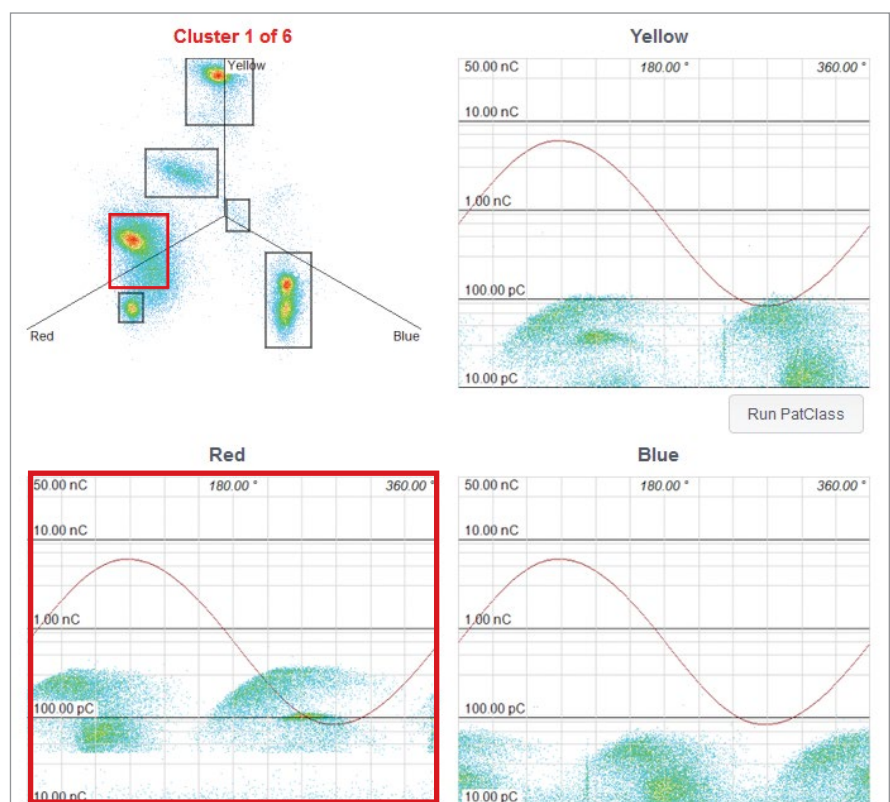 Cluster 1 of 6
Yellow
Red
Blue
Yellow
50.00 nC
180.00 °
360.00 °
10.00 nC
1.00 nC
100.00 pC
10.00 pC
Run PatClass
Red
50.00 nC
180.00 °
360.00 °
10.00 nC
1.00 nC
100.00 pC
10.00 pC
Blue
50.00 nC
180.00 °
360.00 °
10.00 nC
1.00 nC
100.00 pC
10.00 pC